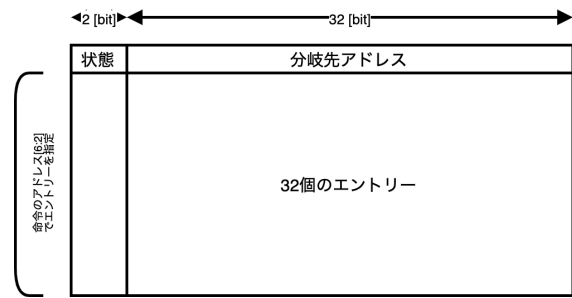 2 [bit]
32 [bit]
状態
分岐先アドレス
命令のアドレス[6:2]
でエントリーを指定
32個のエントリー